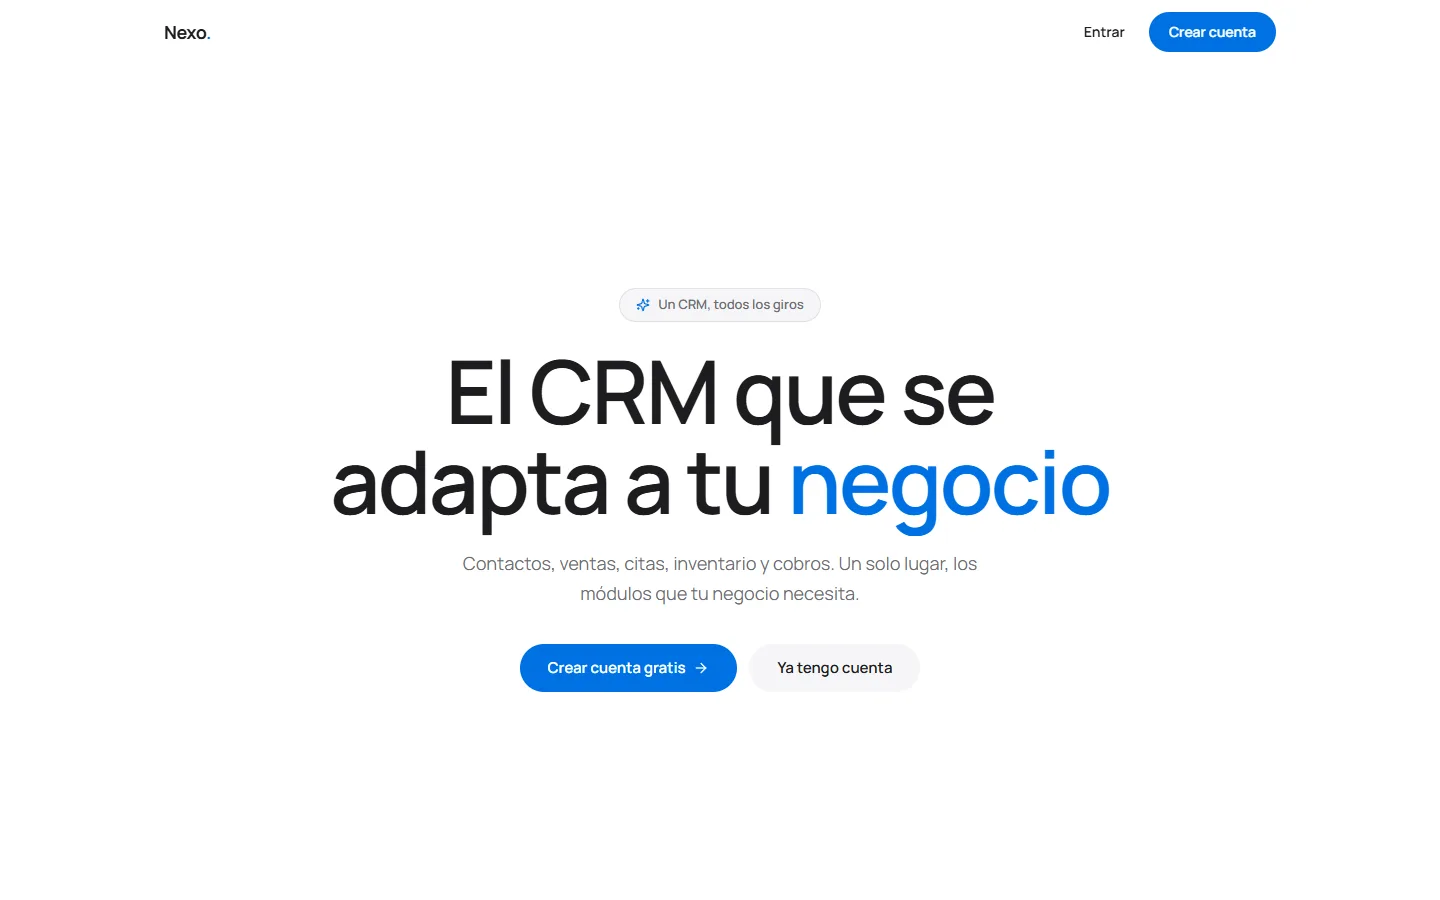 Nexo.
Entrar
Crear cuenta
Un CRM, todos los giros
El CRM que se
adapta a tu negocio
Contactos, ventas, citas, inventario y cobros. Un solo lugar, los
módulos que tu negocio necesita.
Crear cuenta gratis →
Ya tengo cuenta